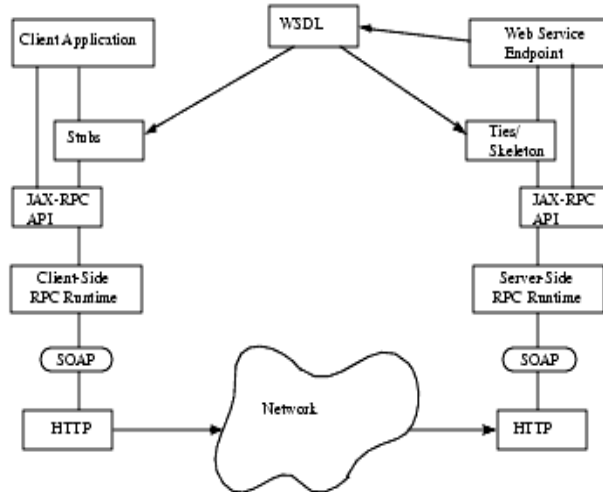 WSDL
Client Application
Web Service
Endpoint
Stubs
Ties/
Skeleton
JAX-RPC
API
JAX-RPC
API
Client-Side
RPC Runtime
Server-Side
RPC Runtime
SOAP
SOAP
Network
HTTP
HTTP